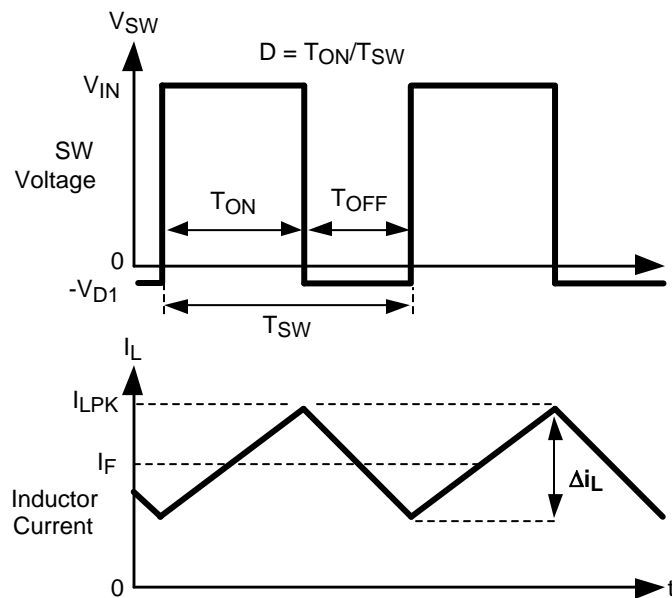 VSW
D = TON/TSW
VIN
SW
Voltage
TON
TOFF
0
-VD1
TSW
IL
ILPK
IF
ΔiL
Inductor
Current
0
t